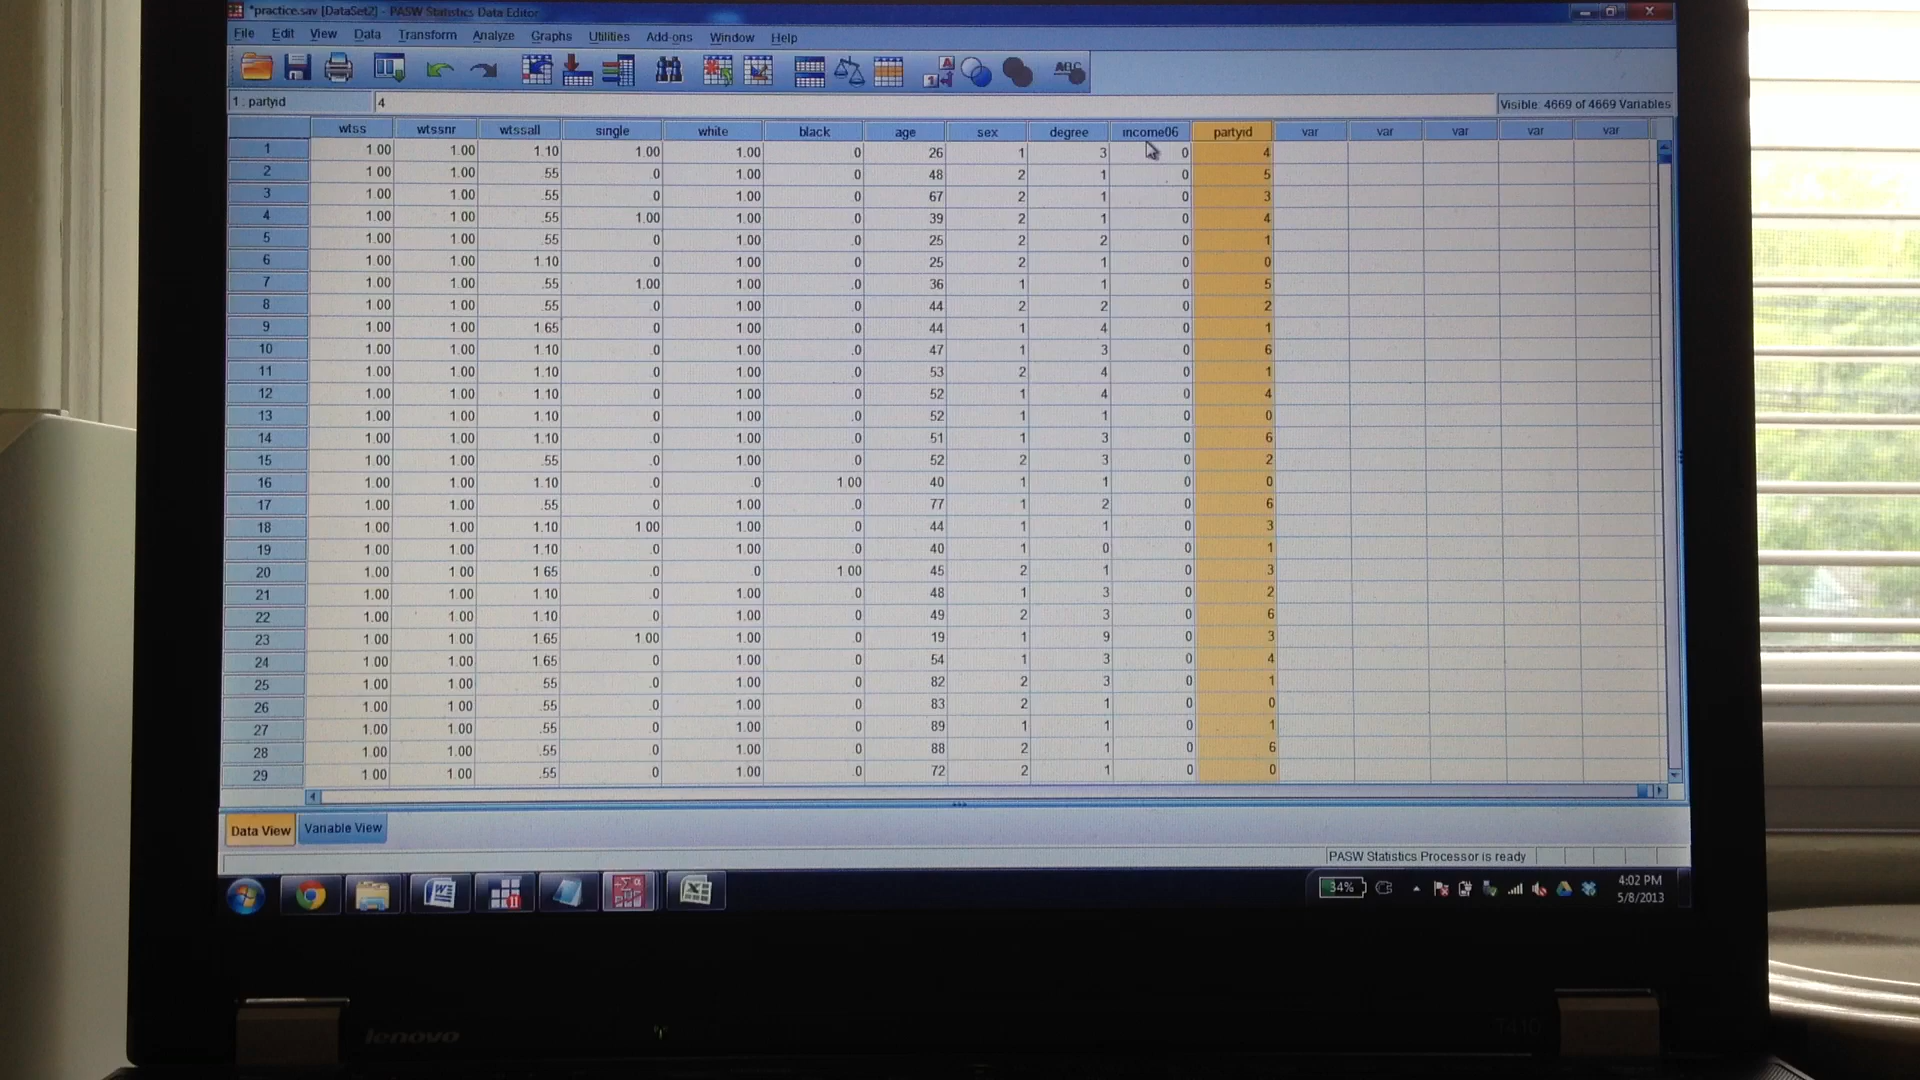 *practice.sav [DataSet2] - PASW Statistics Data Editor
File Edit View Data Transform Analyze Graphs Utilities Add-ons Window Help
1 : partyid 4 Visible: 4669 of 4669 Variables
wtss wtssnr wtssall single white black age sex degree income06 partyid var var var var var
1 1.00 1.00 1.10 1.00 1.00 .0 26 1 3 0 4
2 1.00 1.00 .55 .0 1.00 .0 48 2 1 0 5
3 1.00 1.00 .55 .0 1.00 .0 67 2 1 0 3
4 1.00 1.00 .55 1.00 1.00 .0 39 2 1 0 4
5 1.00 1.00 .55 .0 1.00 .0 25 2 2 0 1
6 1.00 1.00 1.10 .0 1.00 .0 25 2 1 0 0
7 1.00 1.00 .55 1.00 1.00 .0 36 1 1 0 5
8 1.00 1.00 .55 .0 1.00 .0 44 2 2 0 2
9 1.00 1.00 1.65 .0 1.00 .0 44 1 4 0 1
10 1.00 1.00 1.10 .0 1.00 .0 47 1 3 0 6
11 1.00 1.00 1.10 .0 1.00 .0 53 2 4 0 1
12 1.00 1.00 1.10 .0 1.00 .0 52 1 4 0 4
13 1.00 1.00 1.10 .0 1.00 .0 52 1 1 0 0
14 1.00 1.00 1.10 .0 1.00 .0 51 1 3 0 6
15 1.00 1.00 .55 .0 1.00 .0 52 2 3 0 2
16 1.00 1.00 1.10 .0 .0 1.00 40 1 1 0 0
17 1.00 1.00 .55 .0 1.00 .0 77 1 2 0 6
18 1.00 1.00 1.10 1.00 1.00 .0 44 1 1 0 3
19 1.00 1.00 1.10 .0 1.00 .0 40 1 0 0 1
20 1.00 1.00 1.65 .0 .0 1.00 45 2 1 0 3
21 1.00 1.00 1.10 .0 1.00 .0 48 1 3 0 2
22 1.00 1.00 1.10 .0 1.00 .0 49 2 3 0 6
23 1.00 1.00 1.65 1.00 1.00 .0 19 1 9 0 3
24 1.00 1.00 1.65 .0 1.00 .0 54 1 3 0 4
25 1.00 1.00 .55 .0 1.00 .0 82 2 3 0 1
26 1.00 1.00 .55 .0 1.00 .0 83 2 1 0 0
27 1.00 1.00 .55 .0 1.00 .0 89 1 1 0 1
28 1.00 1.00 .55 .0 1.00 .0 88 2 1 0 6
29 1.00 1.00 .55 .0 1.00 .0 72 2 1 0 0
Data View Variable View
PASW Statistics Processor is ready
34% 4:02 PM
5/8/2013
lenovo T410